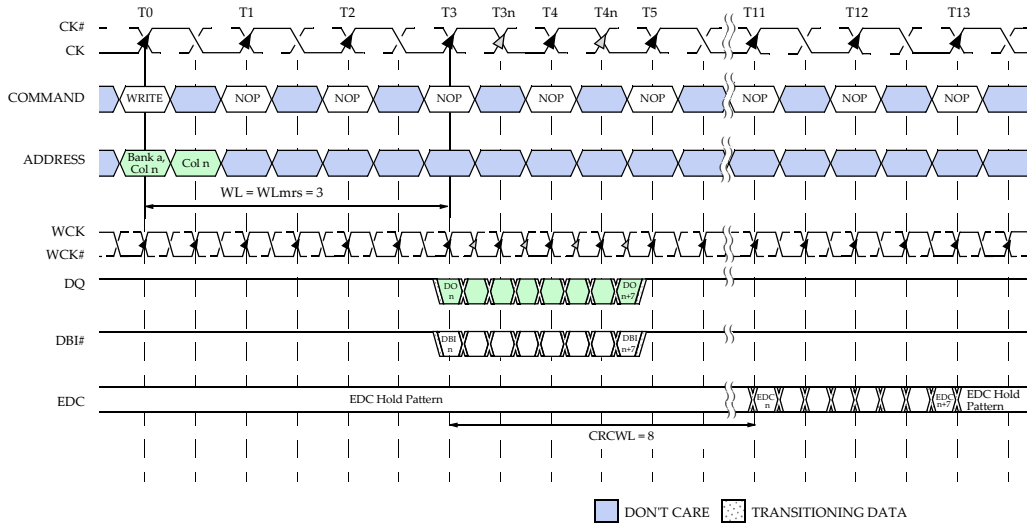 T0 T1 T2 T3 T3n T4 T4n T5 T11 T12 T13
CK#
CK
COMMAND WRITE NOP NOP NOP NOP NOP NOP NOP NOP
ADDRESS Bank a, Col n
Col n
WL = WLmrs = 3
WCK
WCK#
DQ DO DO
n n+7
DBI# DBI DBI
n n+7
EDC EDC Hold Pattern EDC EDC EDC Hold
n n+7 Pattern
CRCWL = 8
DON'T CARE TRANSITIONING DATA